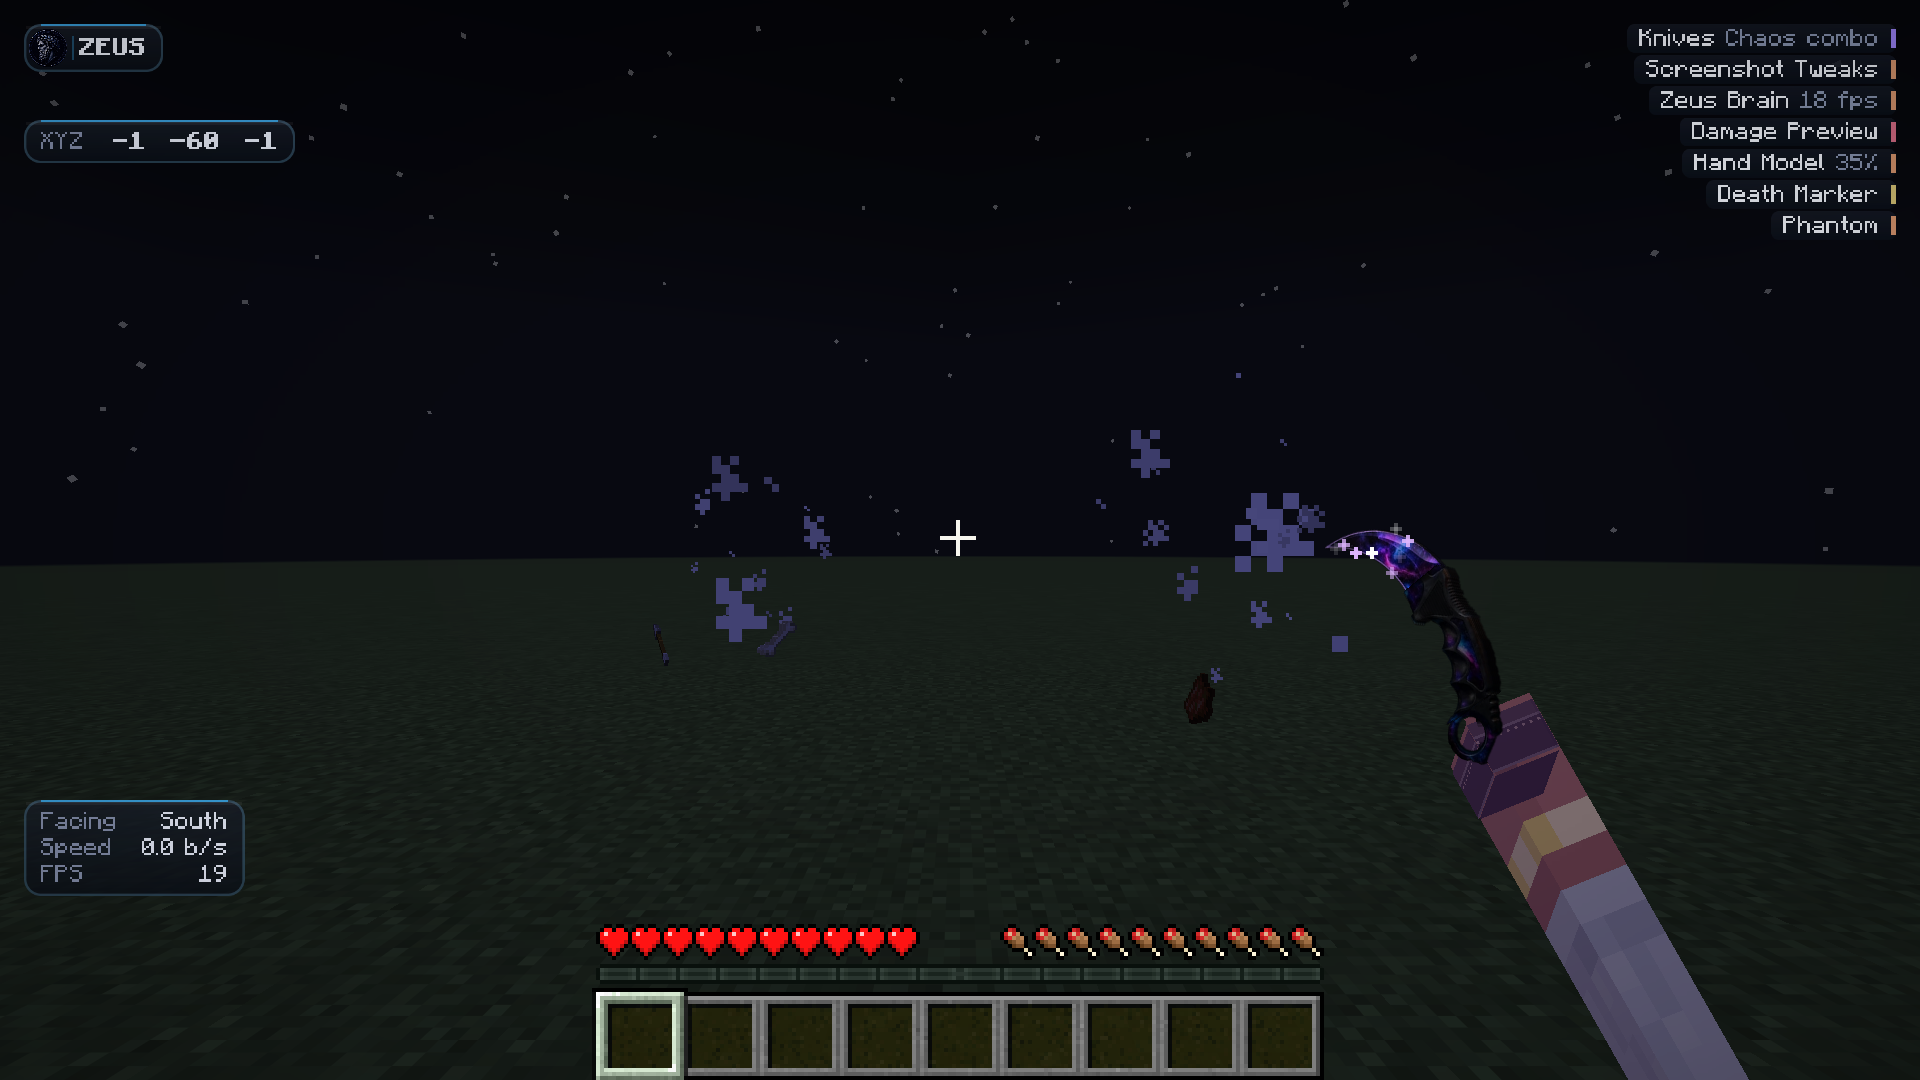 ZEUS
XYZ -1 -60 -1
Knives Chaos combo
Screenshot Tweaks
Zeus Brain 18 fps
Damage Preview
Hand Model 35%
Death Marker
Phantom
Facing South
Speed 0.0 b/s
FPS 19